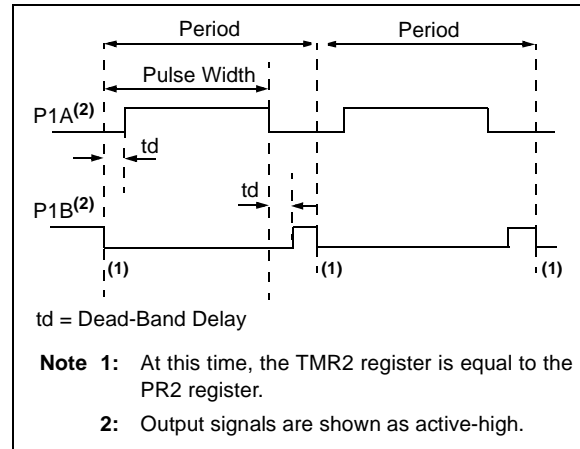 Period Period
Pulse Width
P1A(2)
td
td
P1B(2)
(1) (1) (1)
td = Dead-Band Delay
Note 1: At this time, the TMR2 register is equal to the
PR2 register.
2: Output signals are shown as active-high.